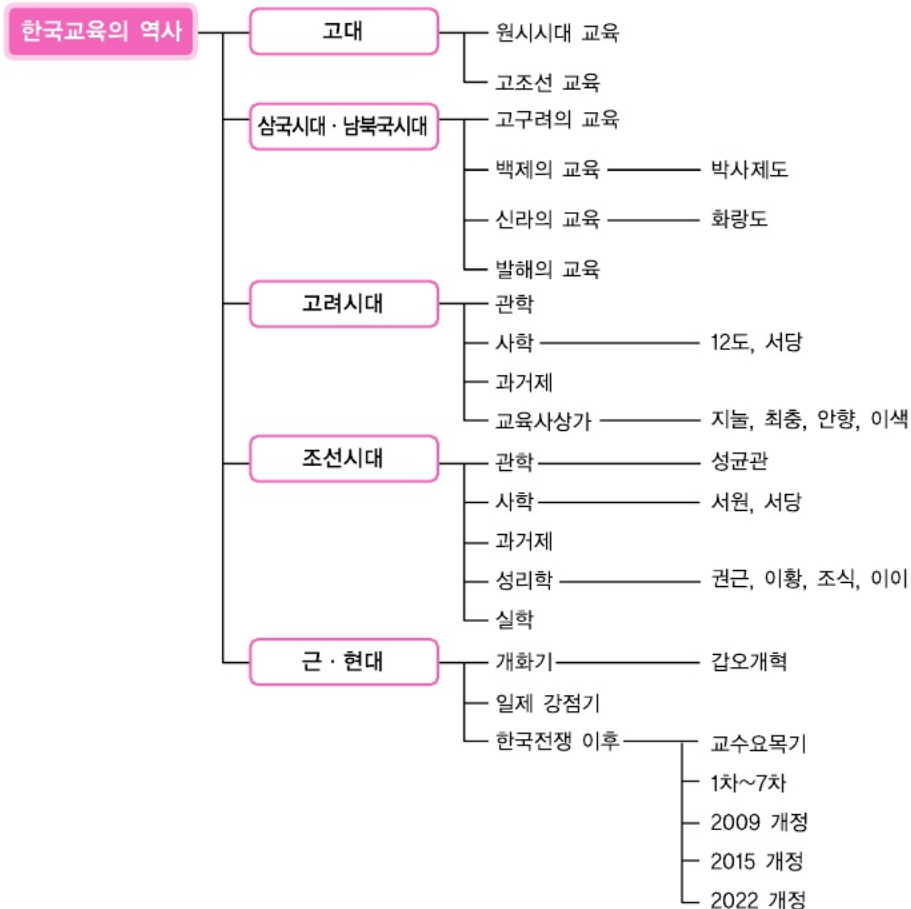 한국교육의 역사
고대
원시시대 교육
고조선 교육
삼국시대 · 남북국시대
고구려의 교육
백제의 교육
박사제도
신라의 교육
화랑도
발해의 교육
고려시대
관학
사학
12도, 서당
과거제
교육사상가
지눌, 최충, 안향, 이색
조선시대
관학
성균관
사학
서원, 서당
과거제
성리학
권근, 이황, 조식, 이이
실학
근 · 현대
개화기
갑오개혁
일제 강점기
한국전쟁 이후
교수요목기
1차~7차
2009 개정
2015 개정
2022 개정